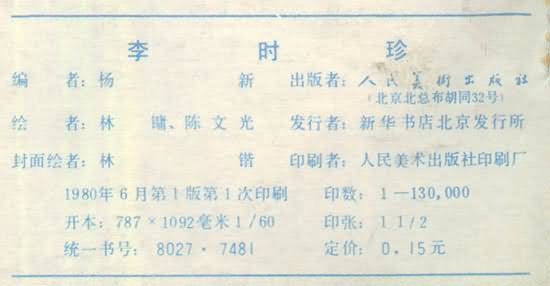 李 时 珍
编 者：杨 新 出版者：人民美術出版社
（北京北总布胡同32号）
绘 者：林 镛、陈 文 光 发行者：新华书店北京发行所
封面绘者：林 锴 印刷者：人民美术出版社印刷厂
1980年6月第1版第1次印刷 印数：1—130,000
开本：787×1092毫米1/60 印张：1 1/2
统一书号：8027·7481 定价：0.15元